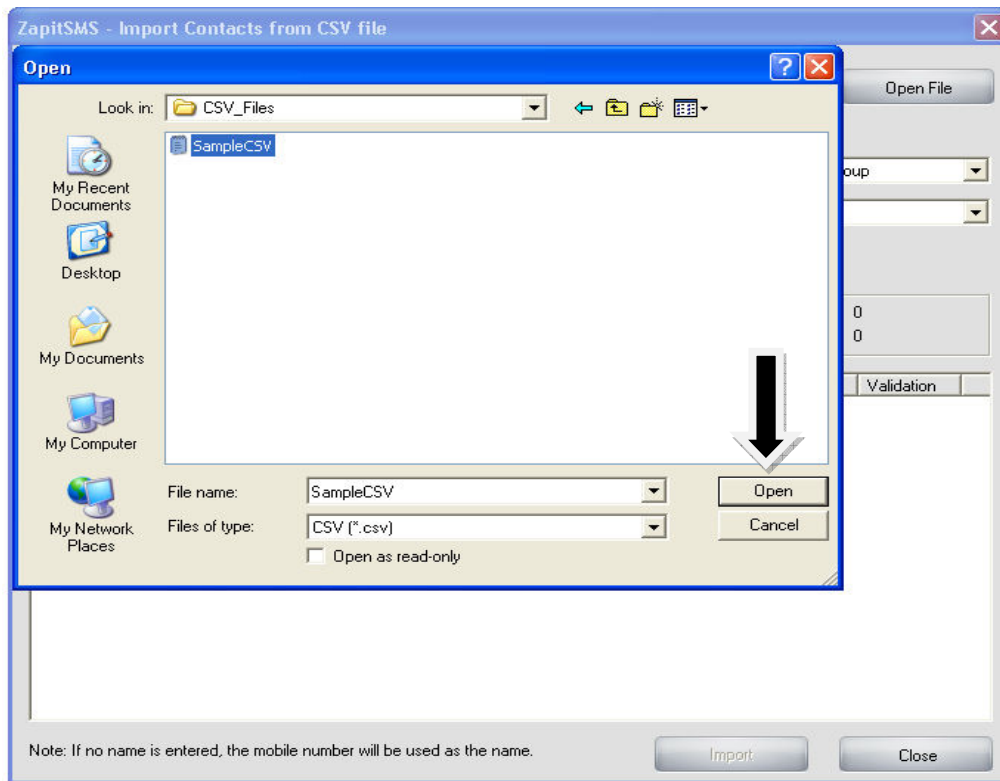 ZapitSMS - Import Contacts from CSV file
Open
Look in:
CSV_Files
Open File
SampleCSV
My Recent
Documents
oup
Desktop
My Documents
0
0
Validation
My Computer
File name:
SampleCSV
Open
My Network
Places
Files of type:
CSV (*.csv)
Cancel
Open as read-only
Note: If no name is entered, the mobile number will be used as the name.
Import
Close